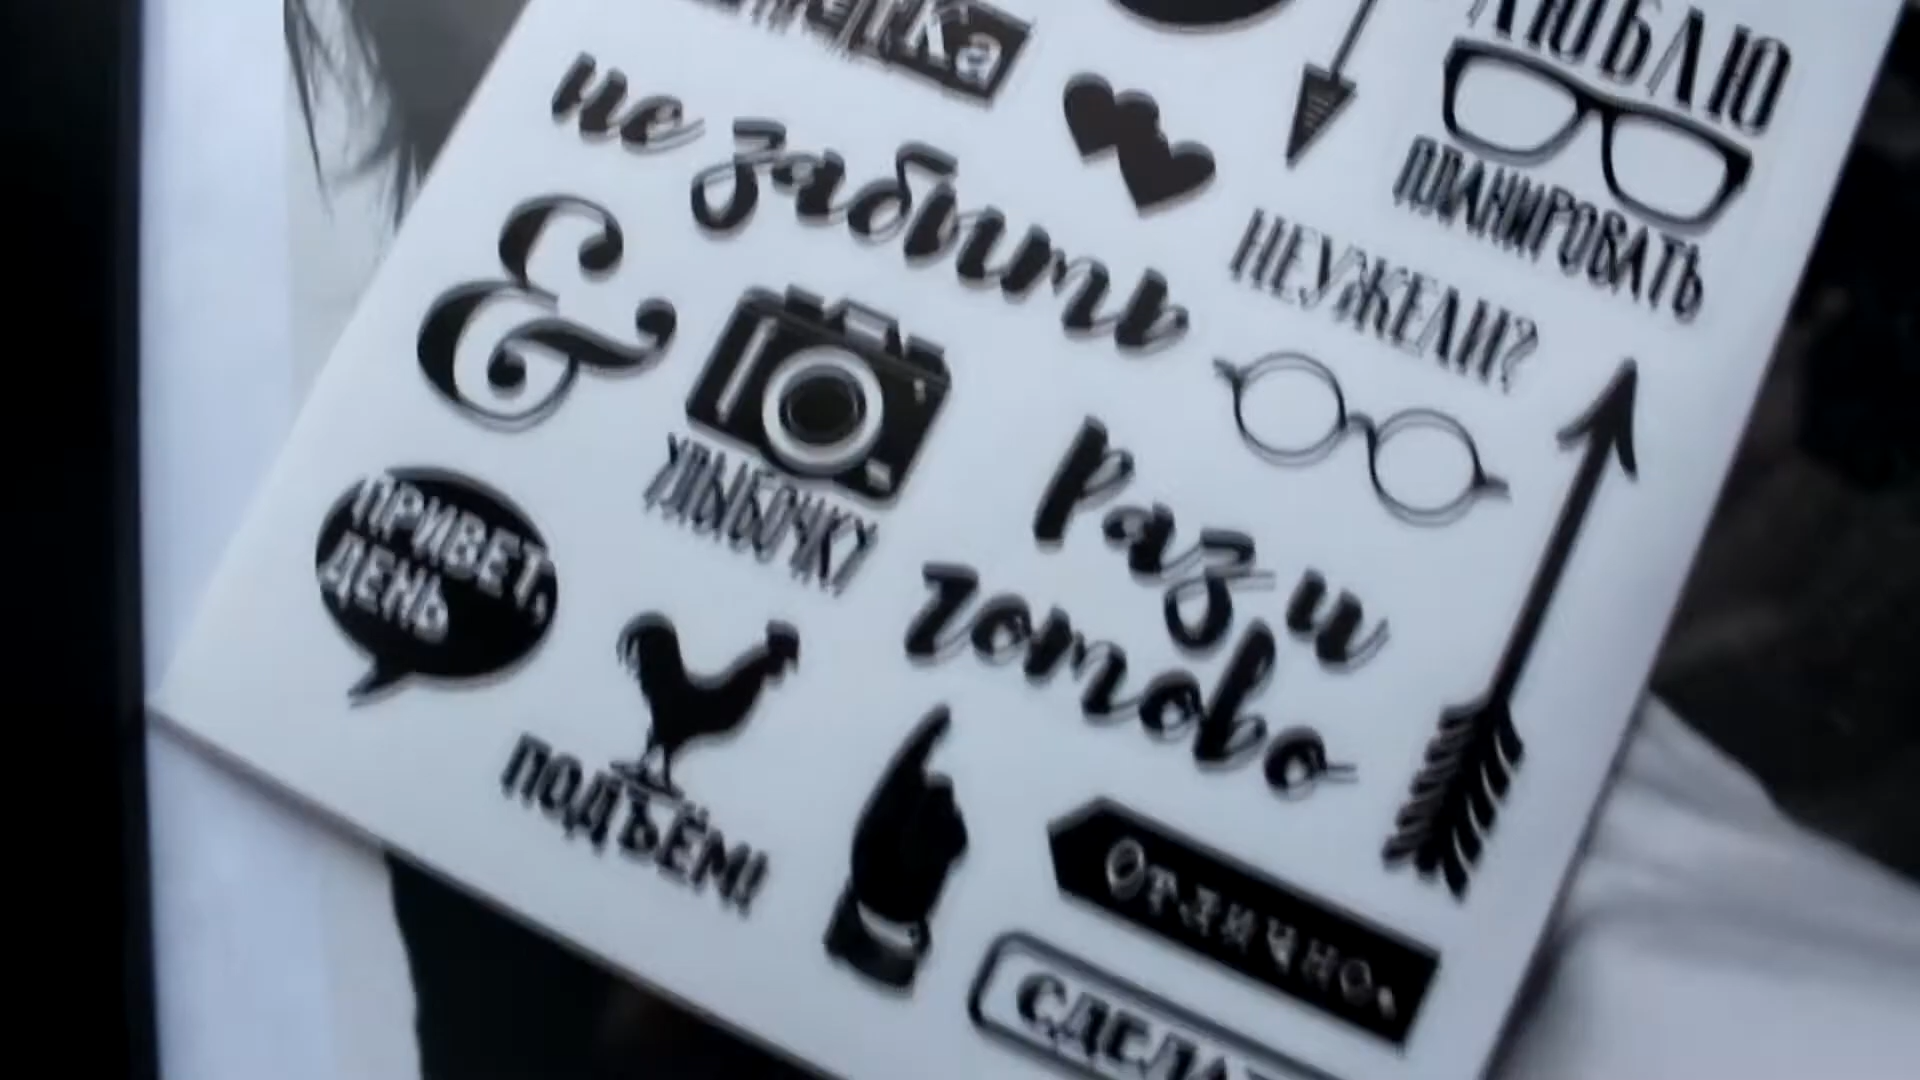 ЛЮБЛЮ
ПЛАНИРОВАТЬ
не забыть
НЕУЖЕЛИ?
&
УЛЫБОЧКУ
ПРИВЕТ,
ДЕНЬ
раз и
готово
ПОДЪЁМ!
Отлично.